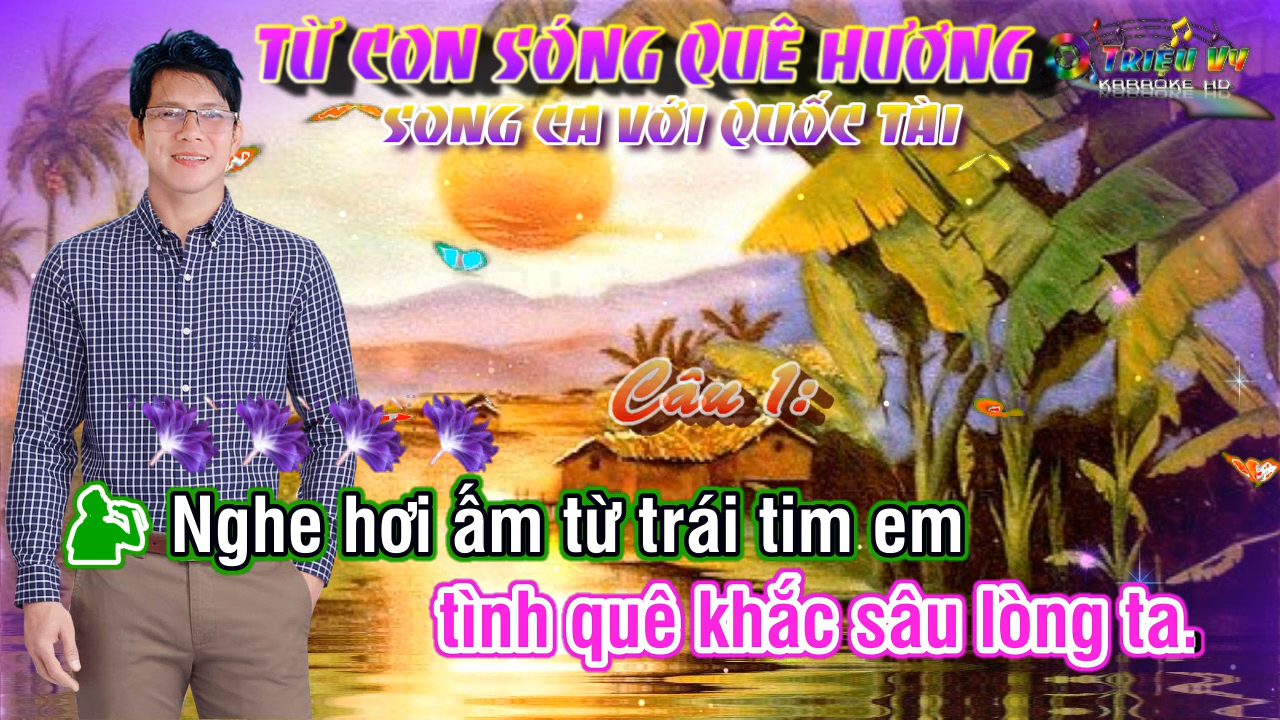 TỪ CON SÓNG QUÊ HƯƠNG
TRIỆU VY
KARAOKE HD
SONG CA VỚI QUỐC TÀI
Câu 1:
Nghe hơi ấm từ trái tim em
tình quê khắc sâu lòng ta.